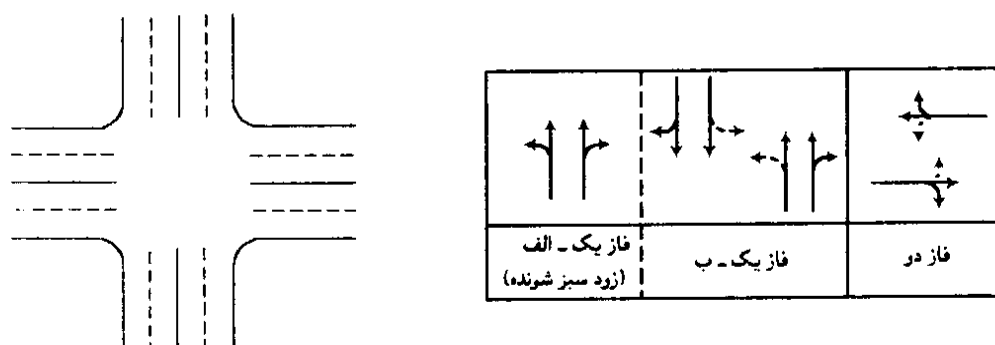 فاز یک ـ الف
(زود سبز شونده)
فاز یک ـ ب
فاز دو